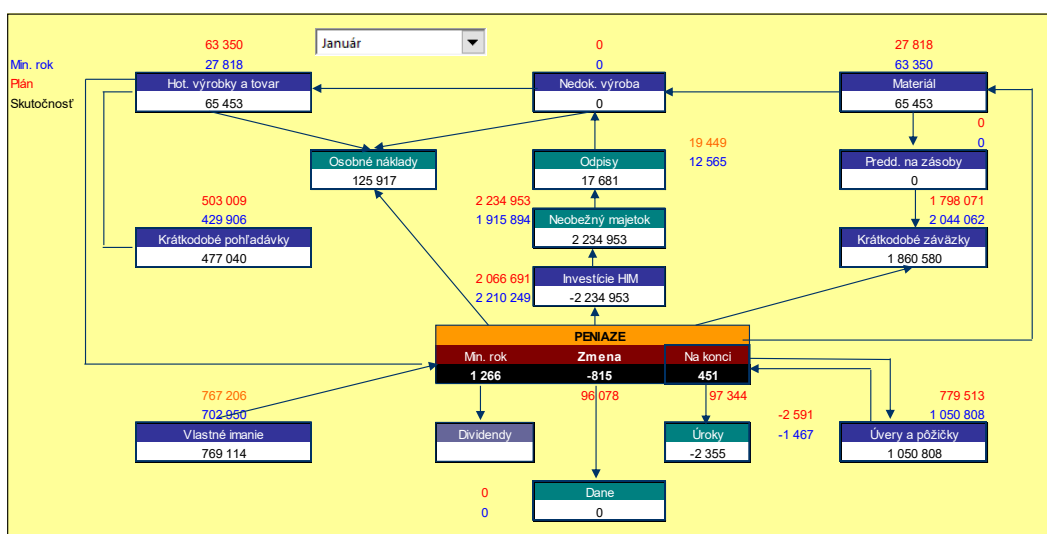 Január
63 350
0
27 818
Min. rok
27 818
0
63 350
Plán
Hot. výrobky a tovar
Nedok. výroba
Materiál
Skutočnosť
65 453
0
65 453
0
19 449
0
Osobné náklady
Odpisy
12 565
Predd. na zásoby
125 917
17 681
0
503 009
2 234 953
1 798 071
429 906
1 915 894
Neobežný majetok
2 044 062
Krátkodobé pohľadávky
2 234 953
Krátkodobé záväzky
477 040
1 860 580
2 066 691
Investície HIM
2 210 249
-2 234 953
PENIAZE
Min. rok
Zmena
Na konci
1 266
-815
451
767 206
96 078
97 344
779 513
702 950
-2 591
1 050 808
Vlastné imanie
Dividendy
Úroky
-1 467
Úvery a pôžičky
769 114
-2 355
1 050 808
0
Dane
0
0